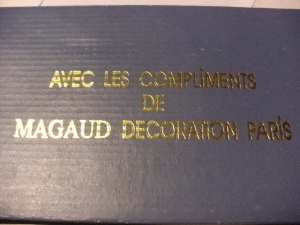 AVEC LES COMPLIMENTS
DE
MAGAUD DECORATION PARIS